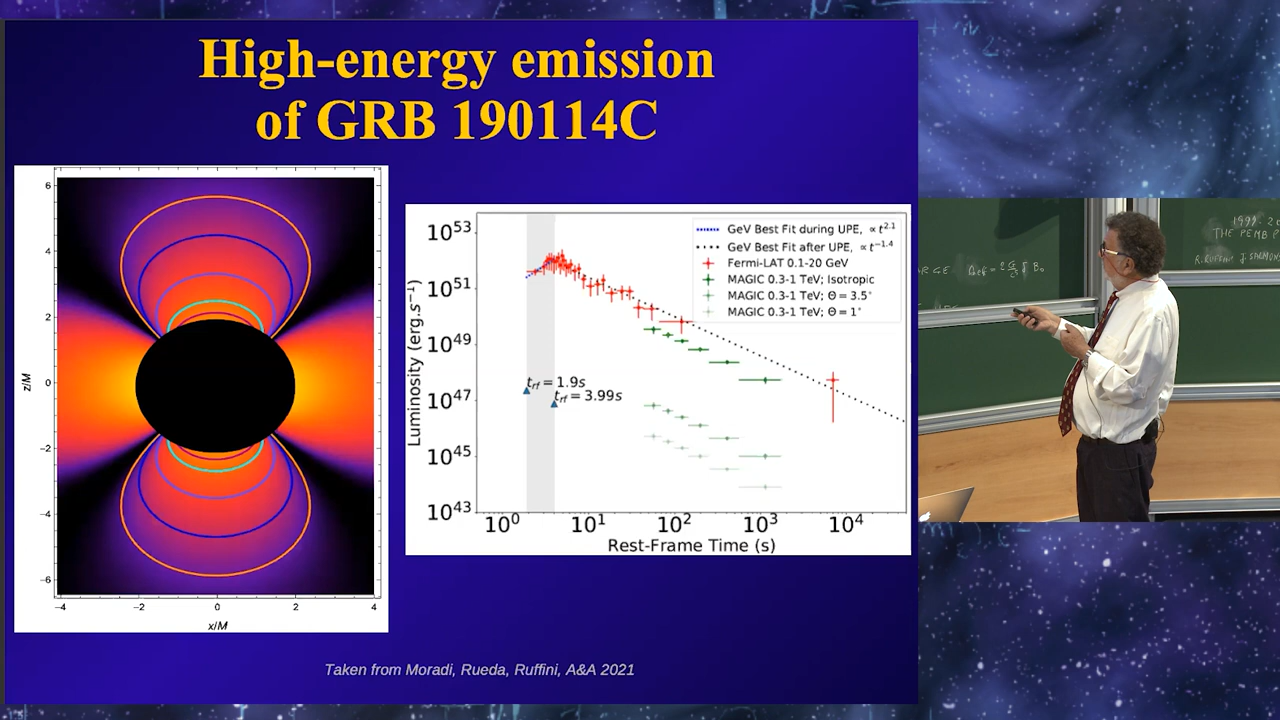 High-energy emission
of GRB 190114C
6
4
2
0
−2
−4
−6
z/M
−4 −2 0 2 4
x/M
10^53
10^51
10^49
10^47
10^45
10^43
Luminosity (erg.s⁻¹)
GeV Best Fit during UPE, ∝t^2.1
GeV Best Fit after UPE, ∝t^−1.4
Fermi-LAT 0.1-20 GeV
MAGIC 0.3-1 TeV; Isotropic
MAGIC 0.3-1 TeV; Θ = 3.5°
MAGIC 0.3-1 TeV; Θ = 1°
t_rf = 1.9s
t_rf = 3.99s
10^0 10^1 10^2 10^3 10^4
Rest-Frame Time (s)
Taken from Moradi, Rueda, Ruffini, A&A 2021
THE